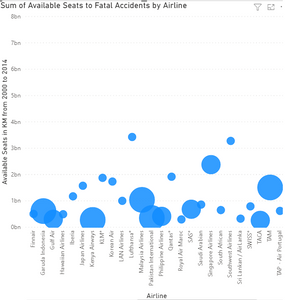 Sum of Available Seats to Fatal Accidents by Airline
Available Seats in KM from 2000 to 2014
8bn
7bn
6bn
5bn
4bn
3bn
2bn
1bn
0bn
Finnair
Garuda Indonesia
Gulf Air
Hawaiian Airlines
Iberia
Japan Airlines
Kenya Airways
KLM*
Korean Air
LAN Airlines
Lufthansa*
Malaysia Airlines
Pakistan International
Philippine Airlines
Qantas*
Royal Air Maroc
SAS*
Saudi Arabian
Singapore Airlines
South African
Southwest Airlines
Sri Lankan / AirLanka
SWISS*
TACA
TAM
TAP - Air Portugal
Airline